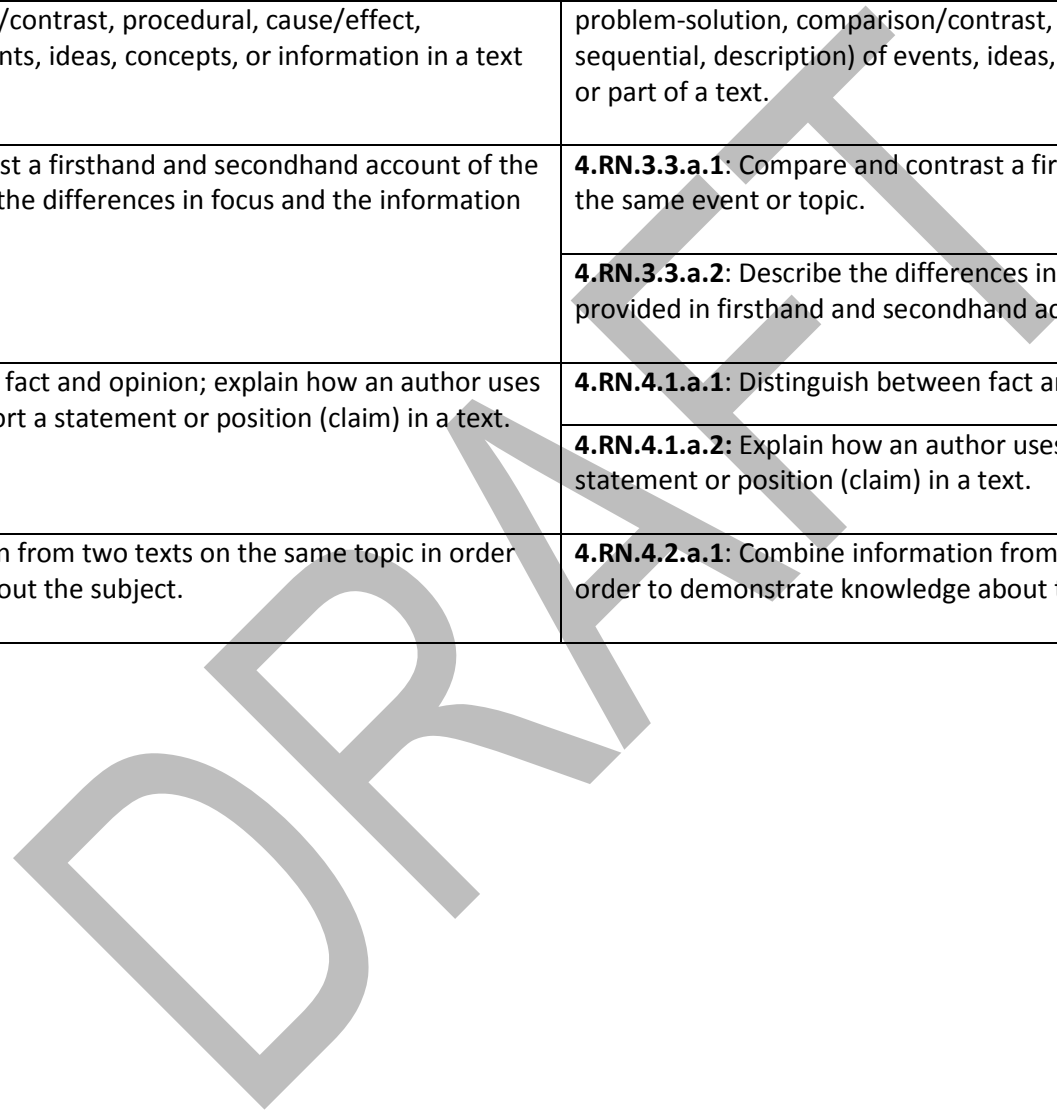 /contrast, procedural, cause/effect,
nts, ideas, concepts, or information in a text
problem-solution, comparison/contrast,
sequential, description) of events, ideas,
or part of a text.
st a firsthand and secondhand account of the
the differences in focus and the information
4.RN.3.3.a.1: Compare and contrast a fir
the same event or topic.
4.RN.3.3.a.2: Describe the differences in
provided in firsthand and secondhand ac
fact and opinion; explain how an author uses
ort a statement or position (claim) in a text.
4.RN.4.1.a.1: Distinguish between fact a
4.RN.4.1.a.2: Explain how an author uses
statement or position (claim) in a text.
n from two texts on the same topic in order
out the subject.
4.RN.4.2.a.1: Combine information from
order to demonstrate knowledge about t
DRAFT